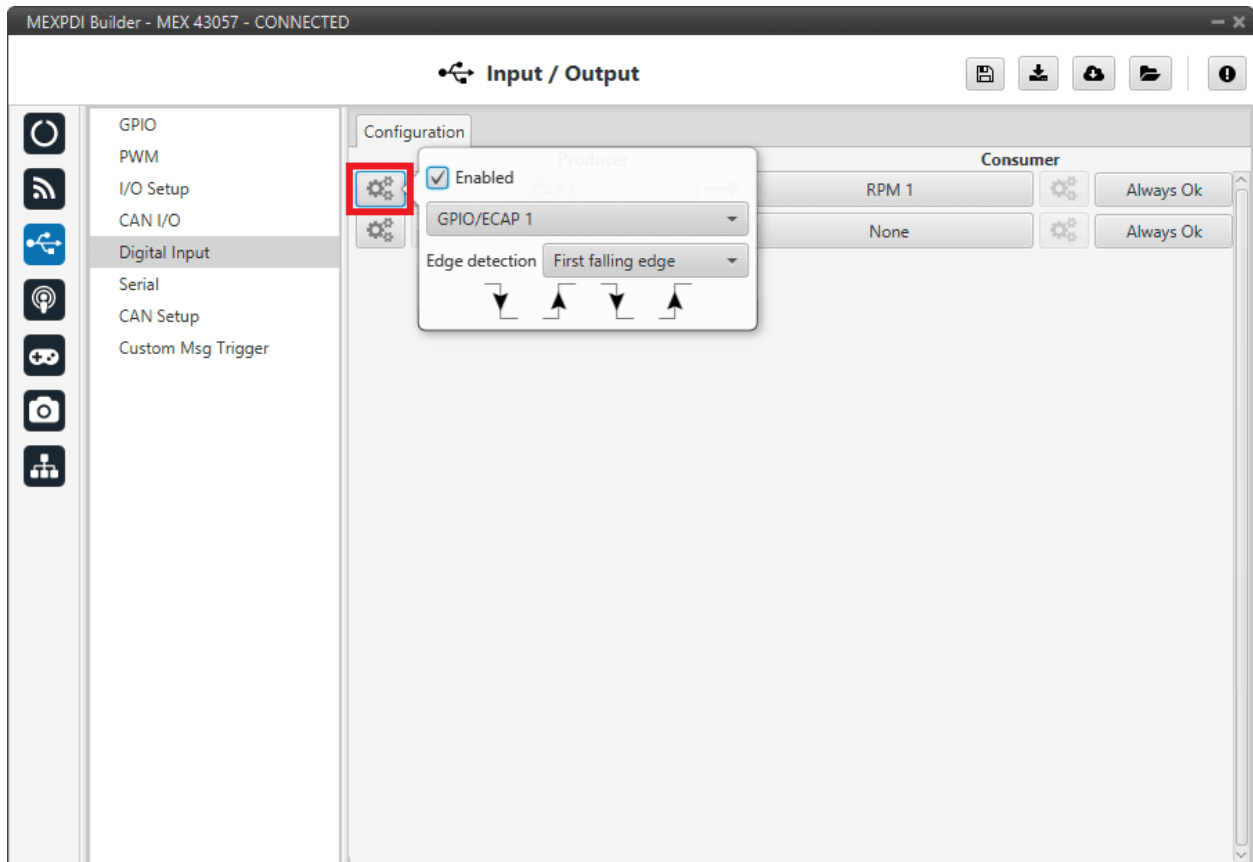 MEXPDI Builder - MEX 43057 - CONNECTED
Input / Output
GPIO
PWM
I/O Setup
CAN I/O
Digital Input
Serial
CAN Setup
Custom Msg Trigger
Configuration
Producer Consumer
Enabled
CAP 1 RPM 1 Always Ok
GPIO/ECAP 1
None Always Ok
Edge detection First falling edge